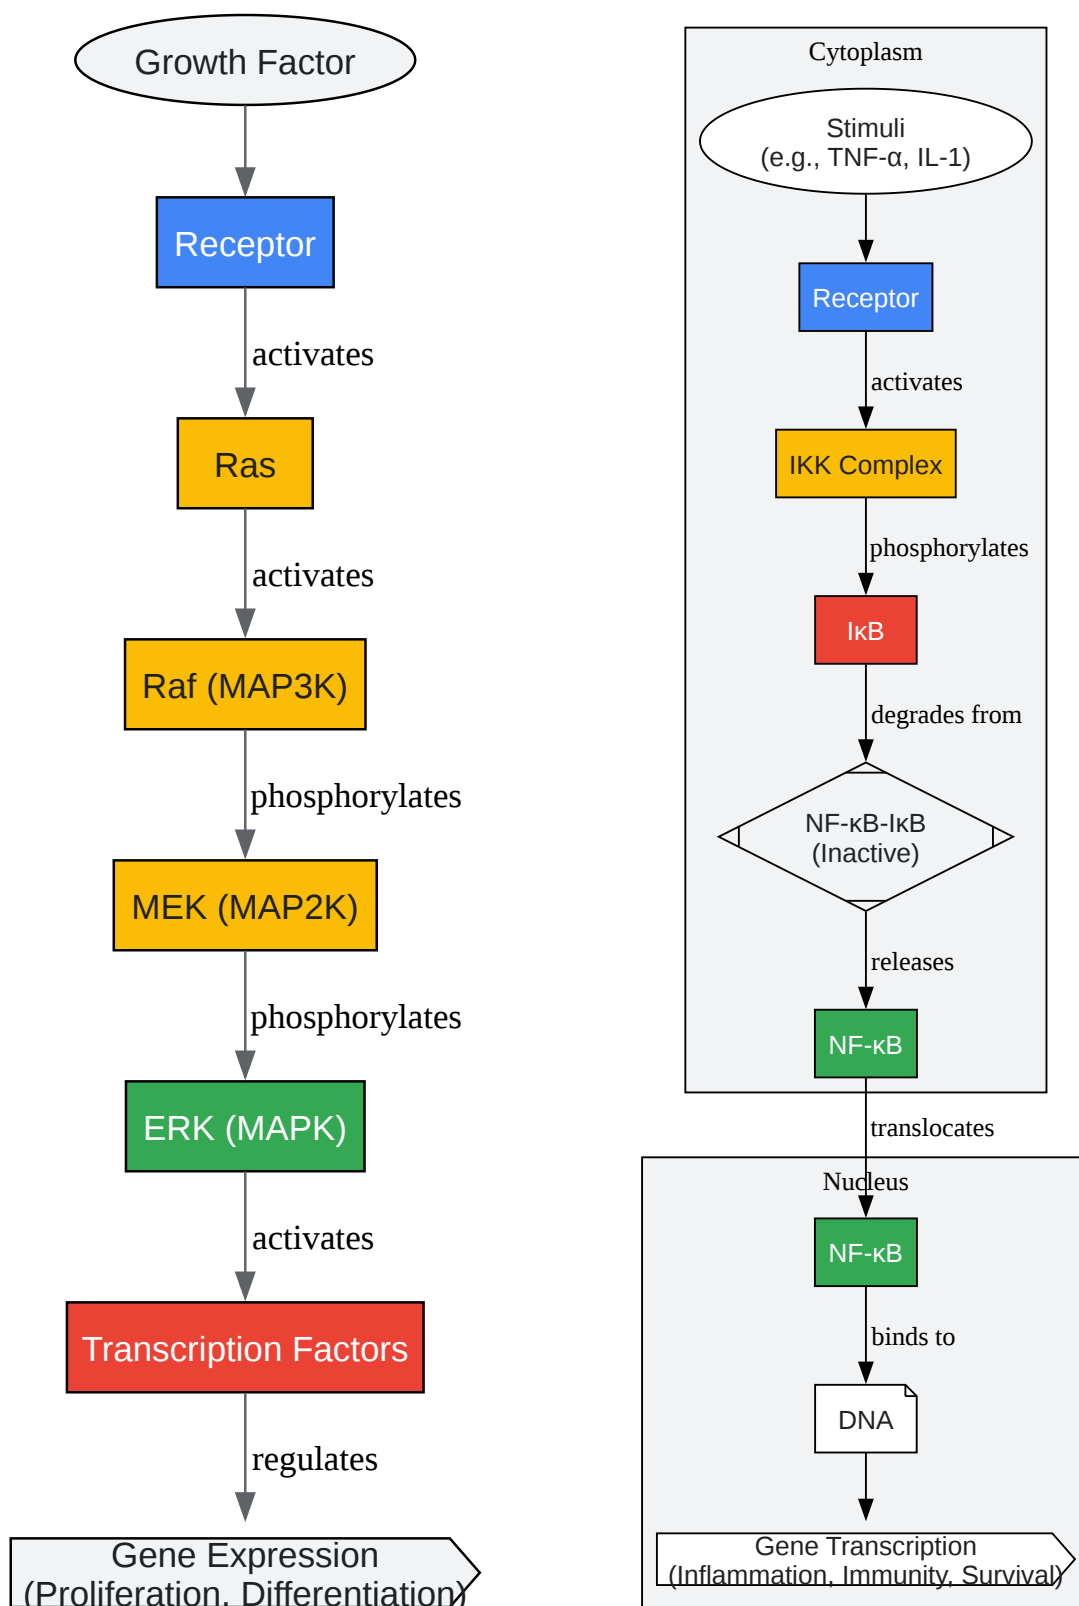 Growth Factor
Receptor
activates
Ras
activates
Raf (MAP3K)
phosphorylates
MEK (MAP2K)
phosphorylates
ERK (MAPK)
activates
Transcription Factors
regulates
Gene Expression
(Proliferation, Differentiation)
Cytoplasm
Stimuli
(e.g., TNF-α, IL-1)
Receptor
activates
IKK Complex
phosphorylates
IκB
degrades from
NF-κB-IκB
(Inactive)
releases
NF-κB
translocates
Nucleus
NF-κB
binds to
DNA
Gene Transcription
(Inflammation, Immunity, Survival)